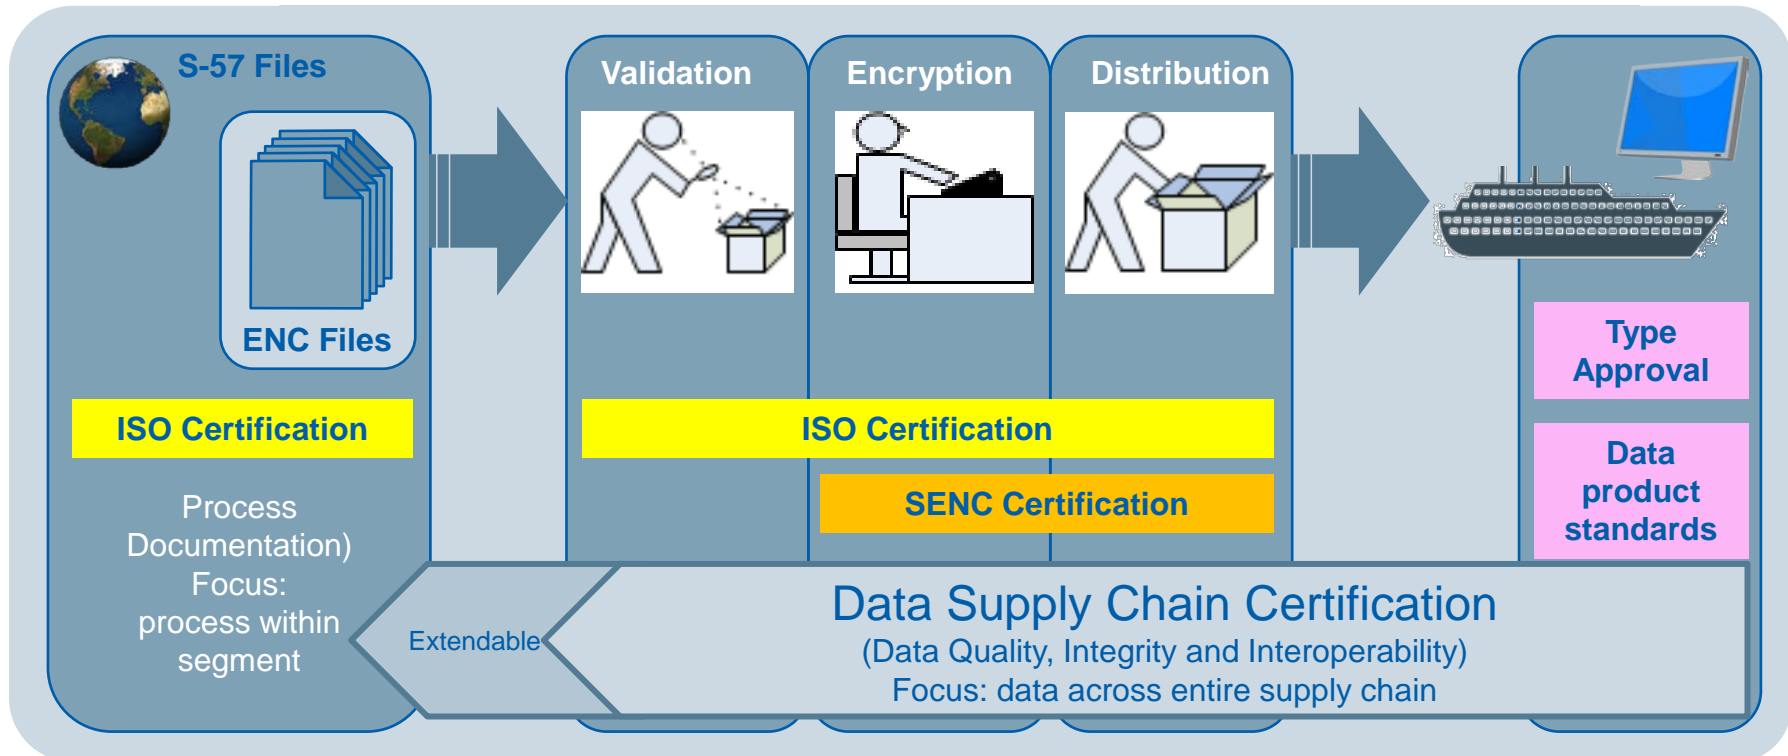 S-57 Files
ENC Files
ISO Certification
Process
Documentation)
Focus:
process within
segment
Validation
Encryption
Distribution
ISO Certification
SENC Certification
Type
Approval
Data
product
standards
Extendable
Data Supply Chain Certification
(Data Quality, Integrity and Interoperability)
Focus: data across entire supply chain